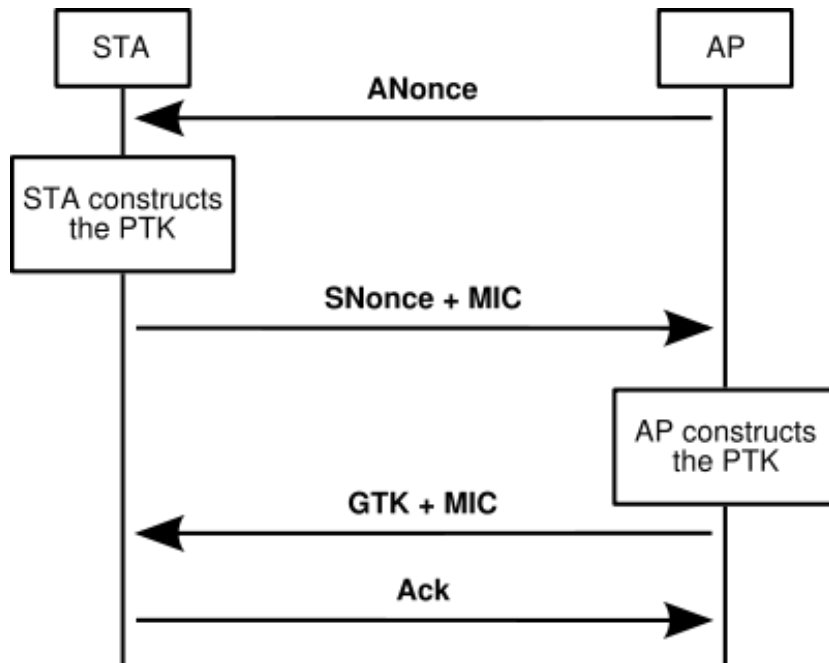 STA
AP
ANonce
STA constructs
the PTK
SNonce + MIC
AP constructs
the PTK
GTK + MIC
Ack